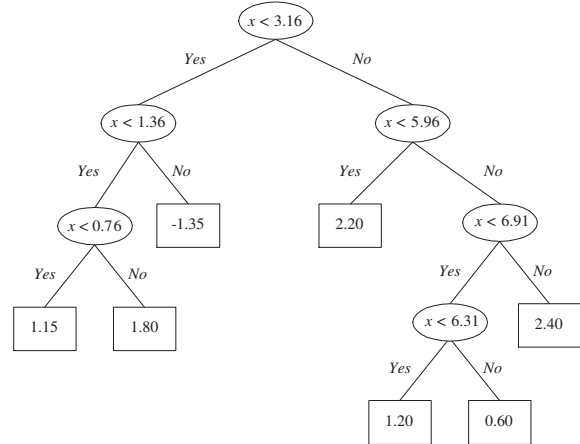 x < 3.16
Yes
No
x < 1.36
x < 5.96
Yes
No
Yes
No
x < 0.76
-1.35
2.20
x < 6.91
Yes
No
Yes
No
1.15
1.80
x < 6.31
2.40
Yes
No
1.20
0.60